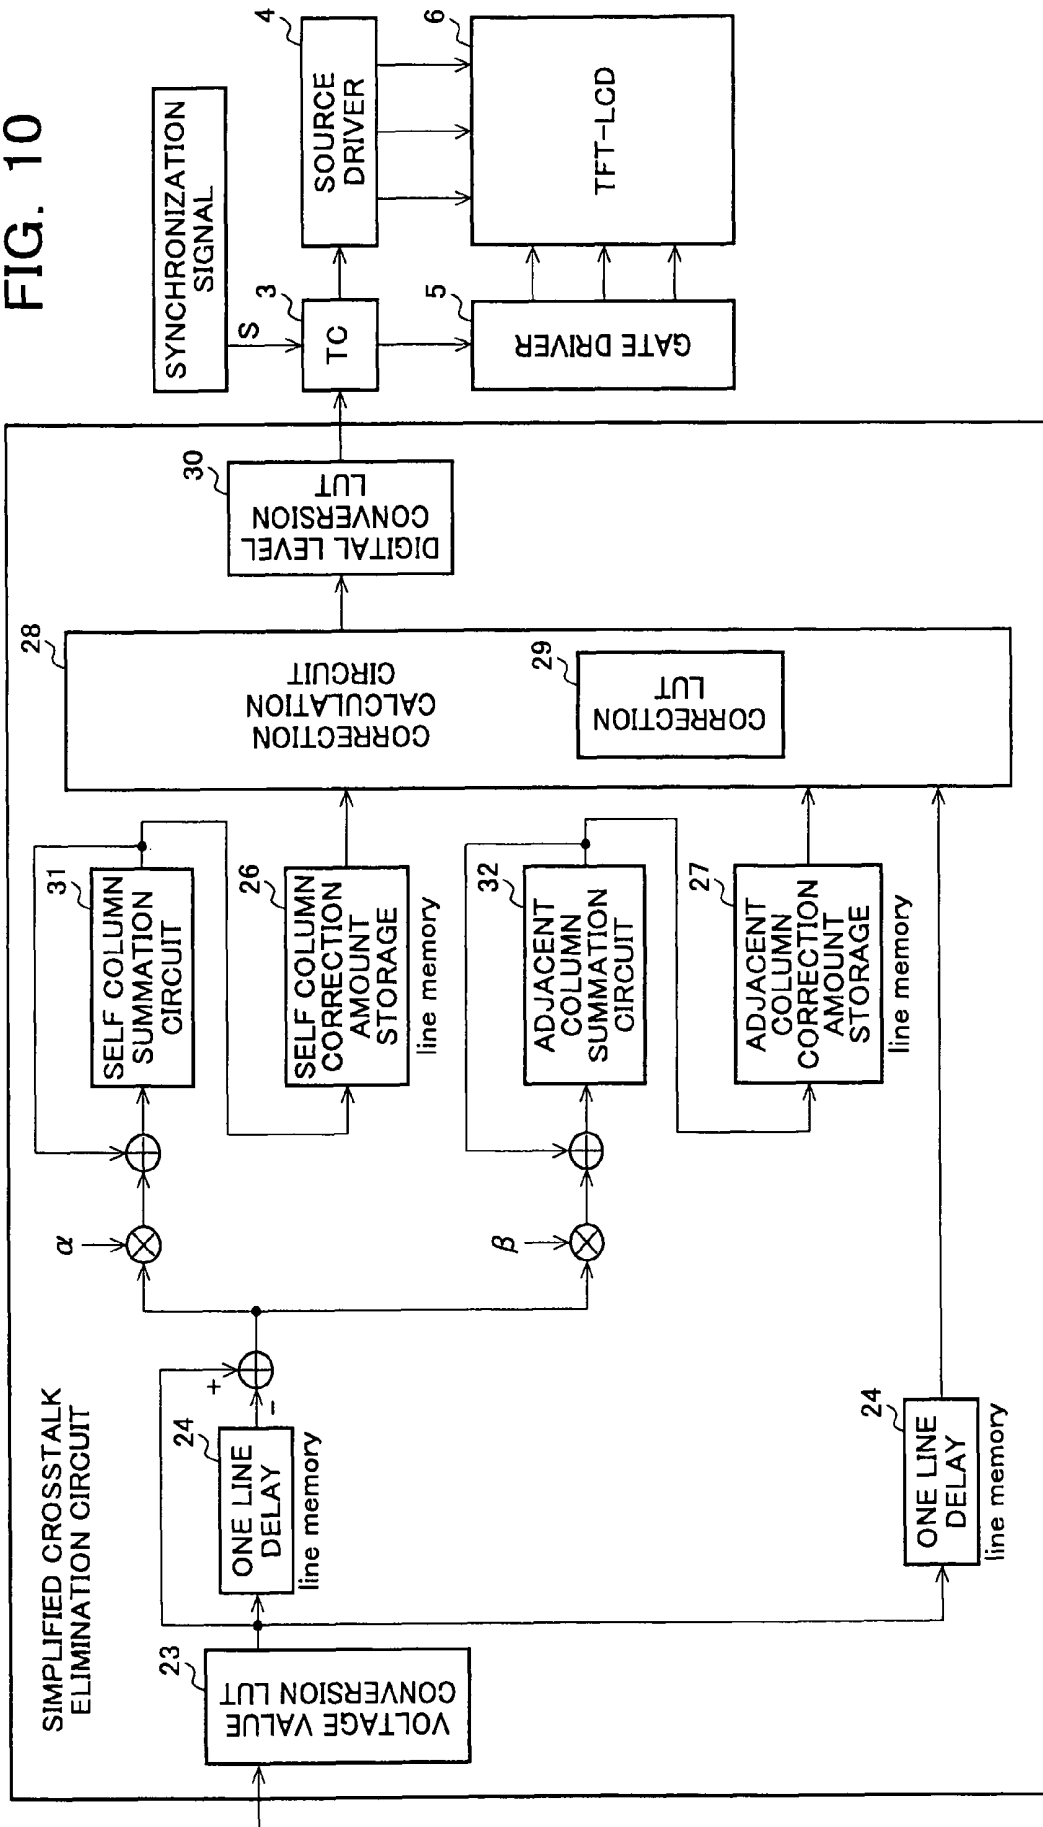 FIG. 10
SIMPLIFIED CROSSTALK
ELIMINATION CIRCUIT
23
VOLTAGE VALUE
CONVERSION LUT
24
ONE LINE
DELAY
line memory
+
-
α
β
31
SELF COLUMN
SUMMATION
CIRCUIT
26
SELF COLUMN
CORRECTION
AMOUNT
STORAGE
line memory
32
ADJACENT
COLUMN
SUMMATION
CIRCUIT
27
ADJACENT
COLUMN
CORRECTION
AMOUNT
STORAGE
line memory
24
ONE LINE
DELAY
line memory
28
CORRECTION
CALCULATION
CIRCUIT
29
CORRECTION
LUT
30
DIGITAL LEVEL
CONVERSION
LUT
SYNCHRONIZATION
SIGNAL
S
3
TC
4
SOURCE
DRIVER
5
GATE DRIVER
6
TFT-LCD